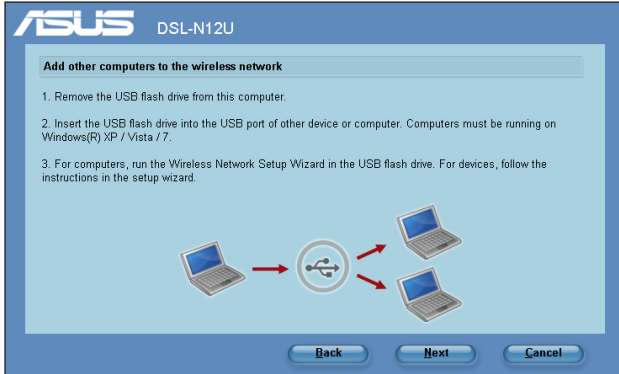 ASUS DSL-N12U
Add other computers to the wireless network
1. Remove the USB flash drive from this computer.
2. Insert the USB flash drive into the USB port of other device or computer. Computers must be running on
Windows(R) XP / Vista / 7.
3. For computers, run the Wireless Network Setup Wizard in the USB flash drive. For devices, follow the
instructions in the setup wizard.
Back Next Cancel